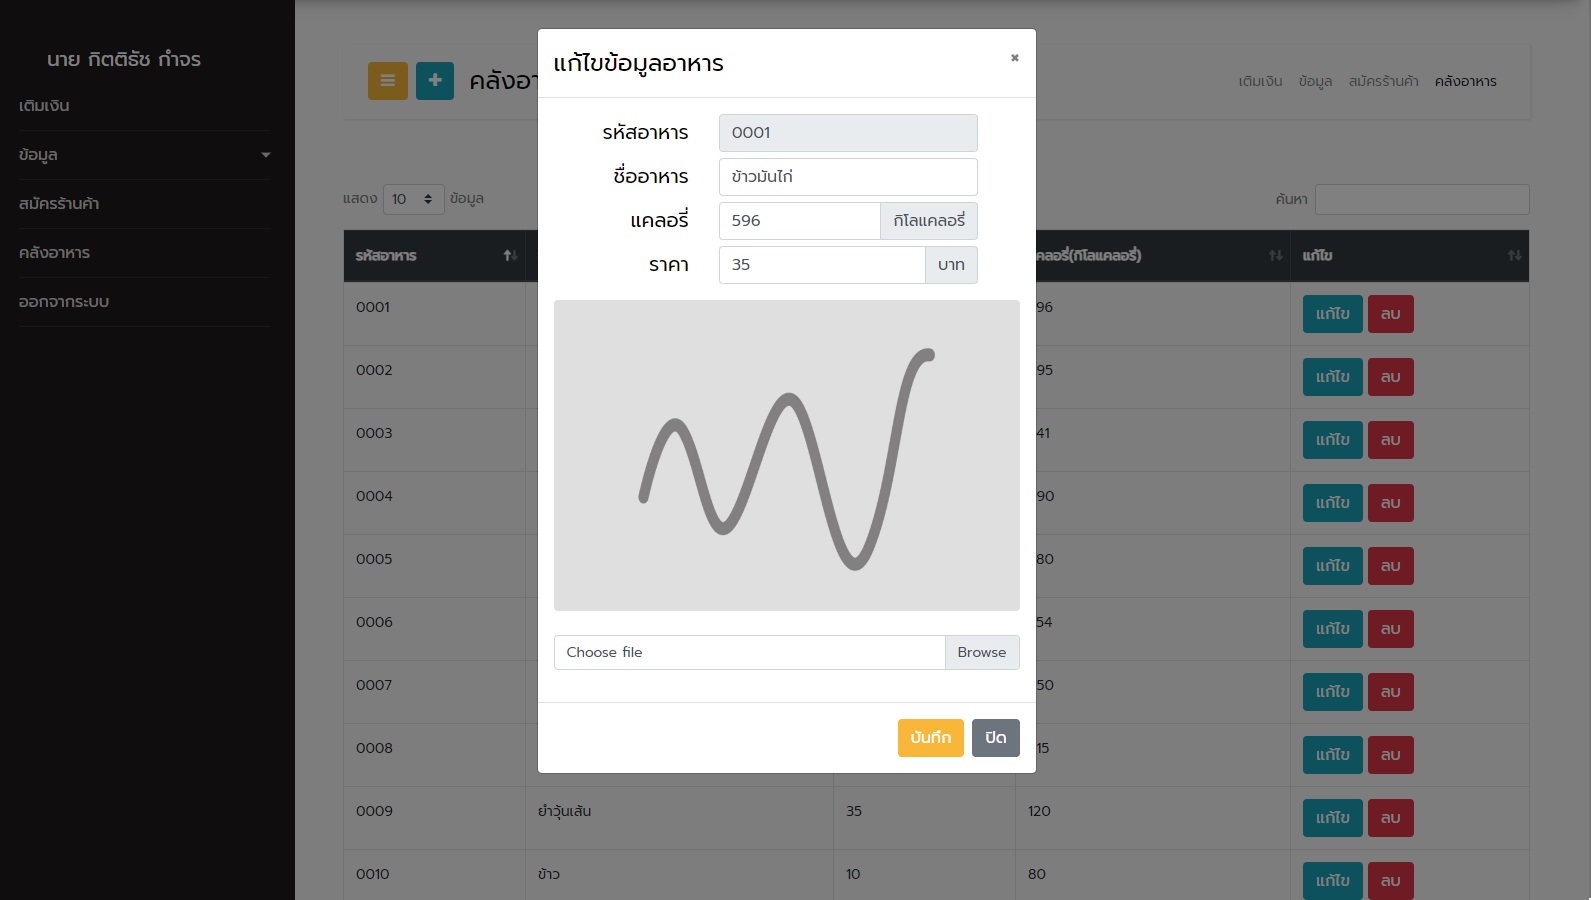 นาย กิตติธัช กำจร
เติมเงิน
ข้อมูล
สมัครร้านค้า
คลังอาหาร
ออกจากระบบ
คลังอา
เติมเงิน ข้อมูล สมัครร้านค้า คลังอาหาร
แสดง 10 ข้อมูล
ค้นหา
รหัสอาหาร คลอรี่(กิโลแคลอรี่) แก้ไข
0001 96 แก้ไข ลบ
0002 95 แก้ไข ลบ
0003 41 แก้ไข ลบ
0004 90 แก้ไข ลบ
0005 80 แก้ไข ลบ
0006 54 แก้ไข ลบ
0007 50 แก้ไข ลบ
0008 15 แก้ไข ลบ
0009 ยำวุ้นเส้น 35 120 แก้ไข ลบ
0010 ข้าว 10 80 แก้ไข ลบ
แก้ไขข้อมูลอาหาร ×
รหัสอาหาร 0001
ชื่ออาหาร ข้าวมันไก่
แคลอรี่ 596 กิโลแคลอรี่
ราคา 35 บาท
Choose file Browse
บันทึก ปิด